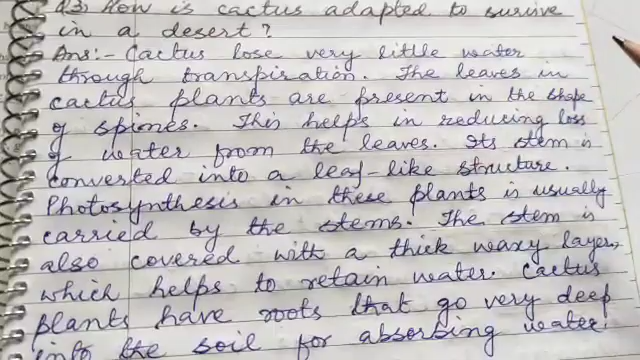 Q3) How is cactus adapted to survive
in a desert?
Ans:- Cactus lose very little water
through transpiration. The leaves in
cactus plants are present in the shape
of spines. This helps in reducing loss
of water from the leaves. Its stem is
converted into a leaf-like structure.
Photosynthesis in these plants is usually
carried by the stems. The stem is
also covered with a thick waxy layer,
which helps to retain water. Cactus
plants have roots that go very deep
into the soil for absorbing water.